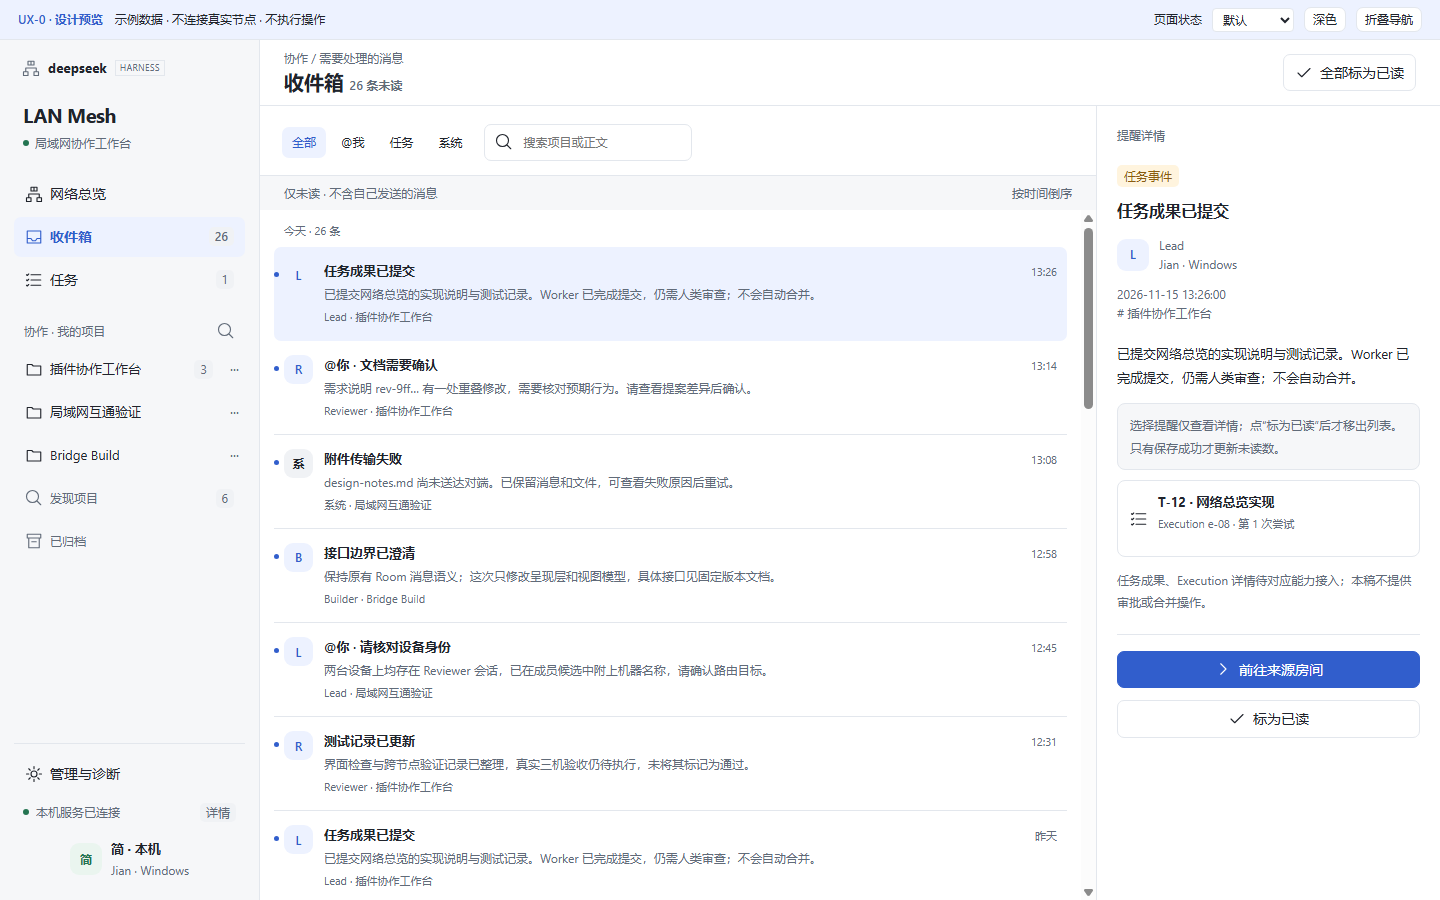 UX-0 · 设计预览 示例数据 · 不连接真实节点 · 不执行操作
页面状态 默认 深色 折叠导航
deepseek HARNESS
LAN Mesh
局域网协作工作台
网络总览
收件箱 26
任务 1
协作 · 我的项目
插件协作工作台 3 ...
局域网互通验证 ...
Bridge Build ...
发现项目 6
已归档
管理与诊断
本机服务已连接 详情
简 简 · 本机
Jian · Windows
协作 / 需要处理的消息
收件箱 26 条未读
全部标为已读
全部 @我 任务 系统 搜索项目或正文
仅未读 · 不含自己发送的消息 按时间倒序
今天 · 26 条
L 任务成果已提交 13:26
已提交网络总览的实现说明与测试记录。Worker 已完成提交，仍需人类审查；不会自动合并。
Lead · 插件协作工作台
R @你 · 文档需要确认 13:14
需求说明 rev-9ff... 有一处重叠修改，需要核对预期行为。请查看提案差异后确认。
Reviewer · 插件协作工作台
系 附件传输失败 13:08
design-notes.md 尚未送达对端。已保留消息和文件，可查看失败原因后重试。
系统 · 局域网互通验证
B 接口边界已澄清 12:58
保持原有 Room 消息语义；这次只修改呈现层和视图模型，具体接口见固定版本文档。
Builder · Bridge Build
L @你 · 请核对设备身份 12:45
两台设备上均存在 Reviewer 会话，已在成员候选中附上机器名称，请确认路由目标。
Lead · 局域网互通验证
R 测试记录已更新 12:31
界面检查与跨节点验证记录已整理，真实三机验收仍待执行，未将其标记为通过。
Reviewer · 插件协作工作台
L 任务成果已提交 昨天
已提交网络总览的实现说明与测试记录。Worker 已完成提交，仍需人类审查；不会自动合并。
Lead · 插件协作工作台
提醒详情
任务事件
任务成果已提交
L Lead
Jian · Windows
2026-11-15 13:26:00
# 插件协作工作台
已提交网络总览的实现说明与测试记录。Worker 已
完成提交，仍需人类审查；不会自动合并。
选择提醒仅查看详情；点“标为已读”后才移出列表。
只有保存成功才更新未读数。
T-12 · 网络总览实现
Execution e-08 · 第 1 次尝试
任务成果、Execution 详情待对应能力接入；本稿不提供
审批或合并操作。
前往来源房间
标为已读